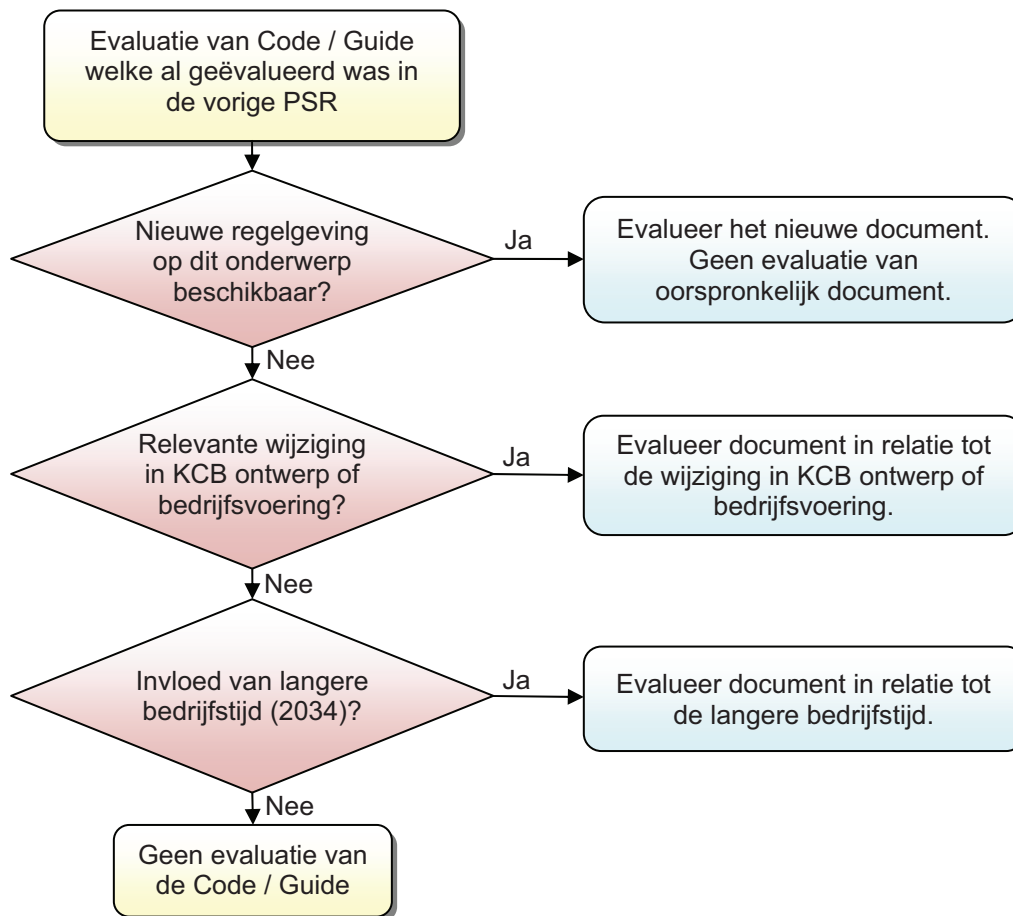 Evaluatie van Code / Guide
welke al geëvalueerd was in
de vorige PSR
Nieuwe regelgeving
op dit onderwerp
beschikbaar?
Ja
Evalueer het nieuwe document.
Geen evaluatie van
oorspronkelijk document.
Nee
Relevante wijziging
in KCB ontwerp of
bedrijfsvoering?
Ja
Evalueer document in relatie tot
de wijziging in KCB ontwerp of
bedrijfsvoering.
Nee
Invloed van langere
bedrijfstijd (2034)?
Ja
Evalueer document in relatie tot
de langere bedrijfstijd.
Nee
Geen evaluatie van
de Code / Guide